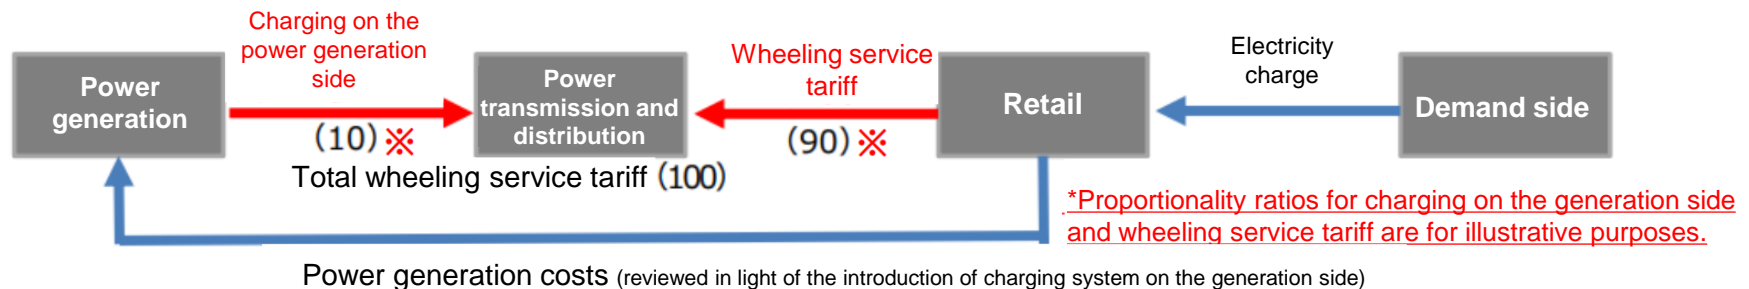 Charging on the
power generation
side
Wheeling service
tariff
Electricity
charge
Power
generation
Power
transmission and
distribution
Retail
Demand side
(10)※
(90)※
Total wheeling service tariff (100)
*Proportionality ratios for charging on the generation side
and wheeling service tariff are for illustrative purposes.
Power generation costs (reviewed in light of the introduction of charging system on the generation side)